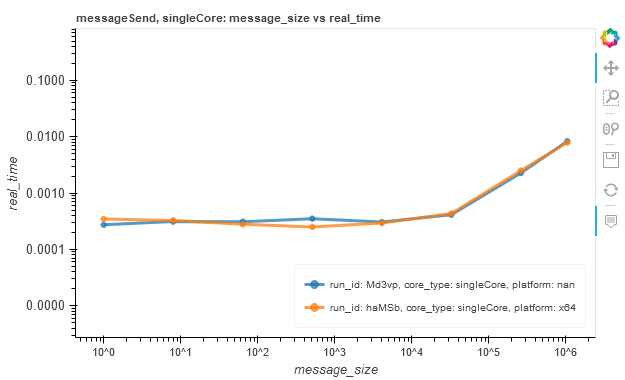 messageSend, singleCore: message_size vs real_time
0.1000
0.0100
0.0010
0.0001
0.0000
real_time
run_id: Md3vp, core_type: singleCore, platform: nan
run_id: haMSb, core_type: singleCore, platform: x64
10^0
10^1
10^2
10^3
10^4
10^5
10^6
message_size